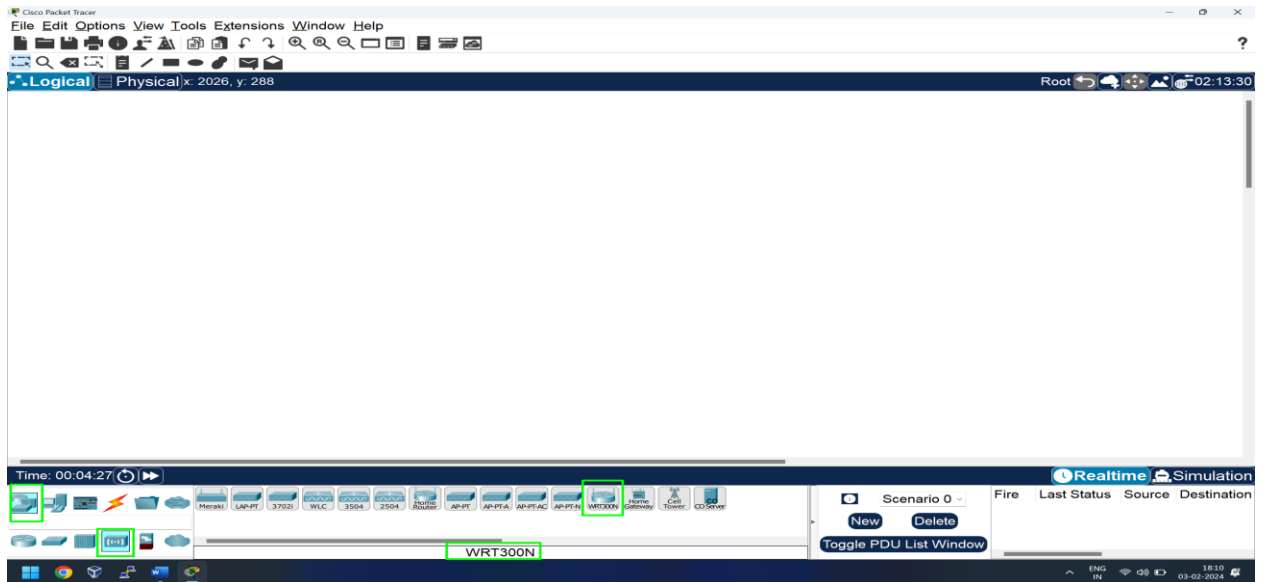 Cisco Packet Tracer
File Edit Options View Tools Extensions Window Help
?
Logical Physical x: 2026, y: 288 Root 02:13:30
Time: 00:04:27 Realtime Simulation
Meraki LAP-PT 3702i WLC 3504 2504 Home Router AP-PT AP-PT-A AP-PT-AC AP-PT-N WRT300N Home Gateway Cell Tower CO Server
Scenario 0
Fire Last Status Source Destination
New Delete
Toggle PDU List Window
WRT300N
ENG 18:10
IN 03-02-2024